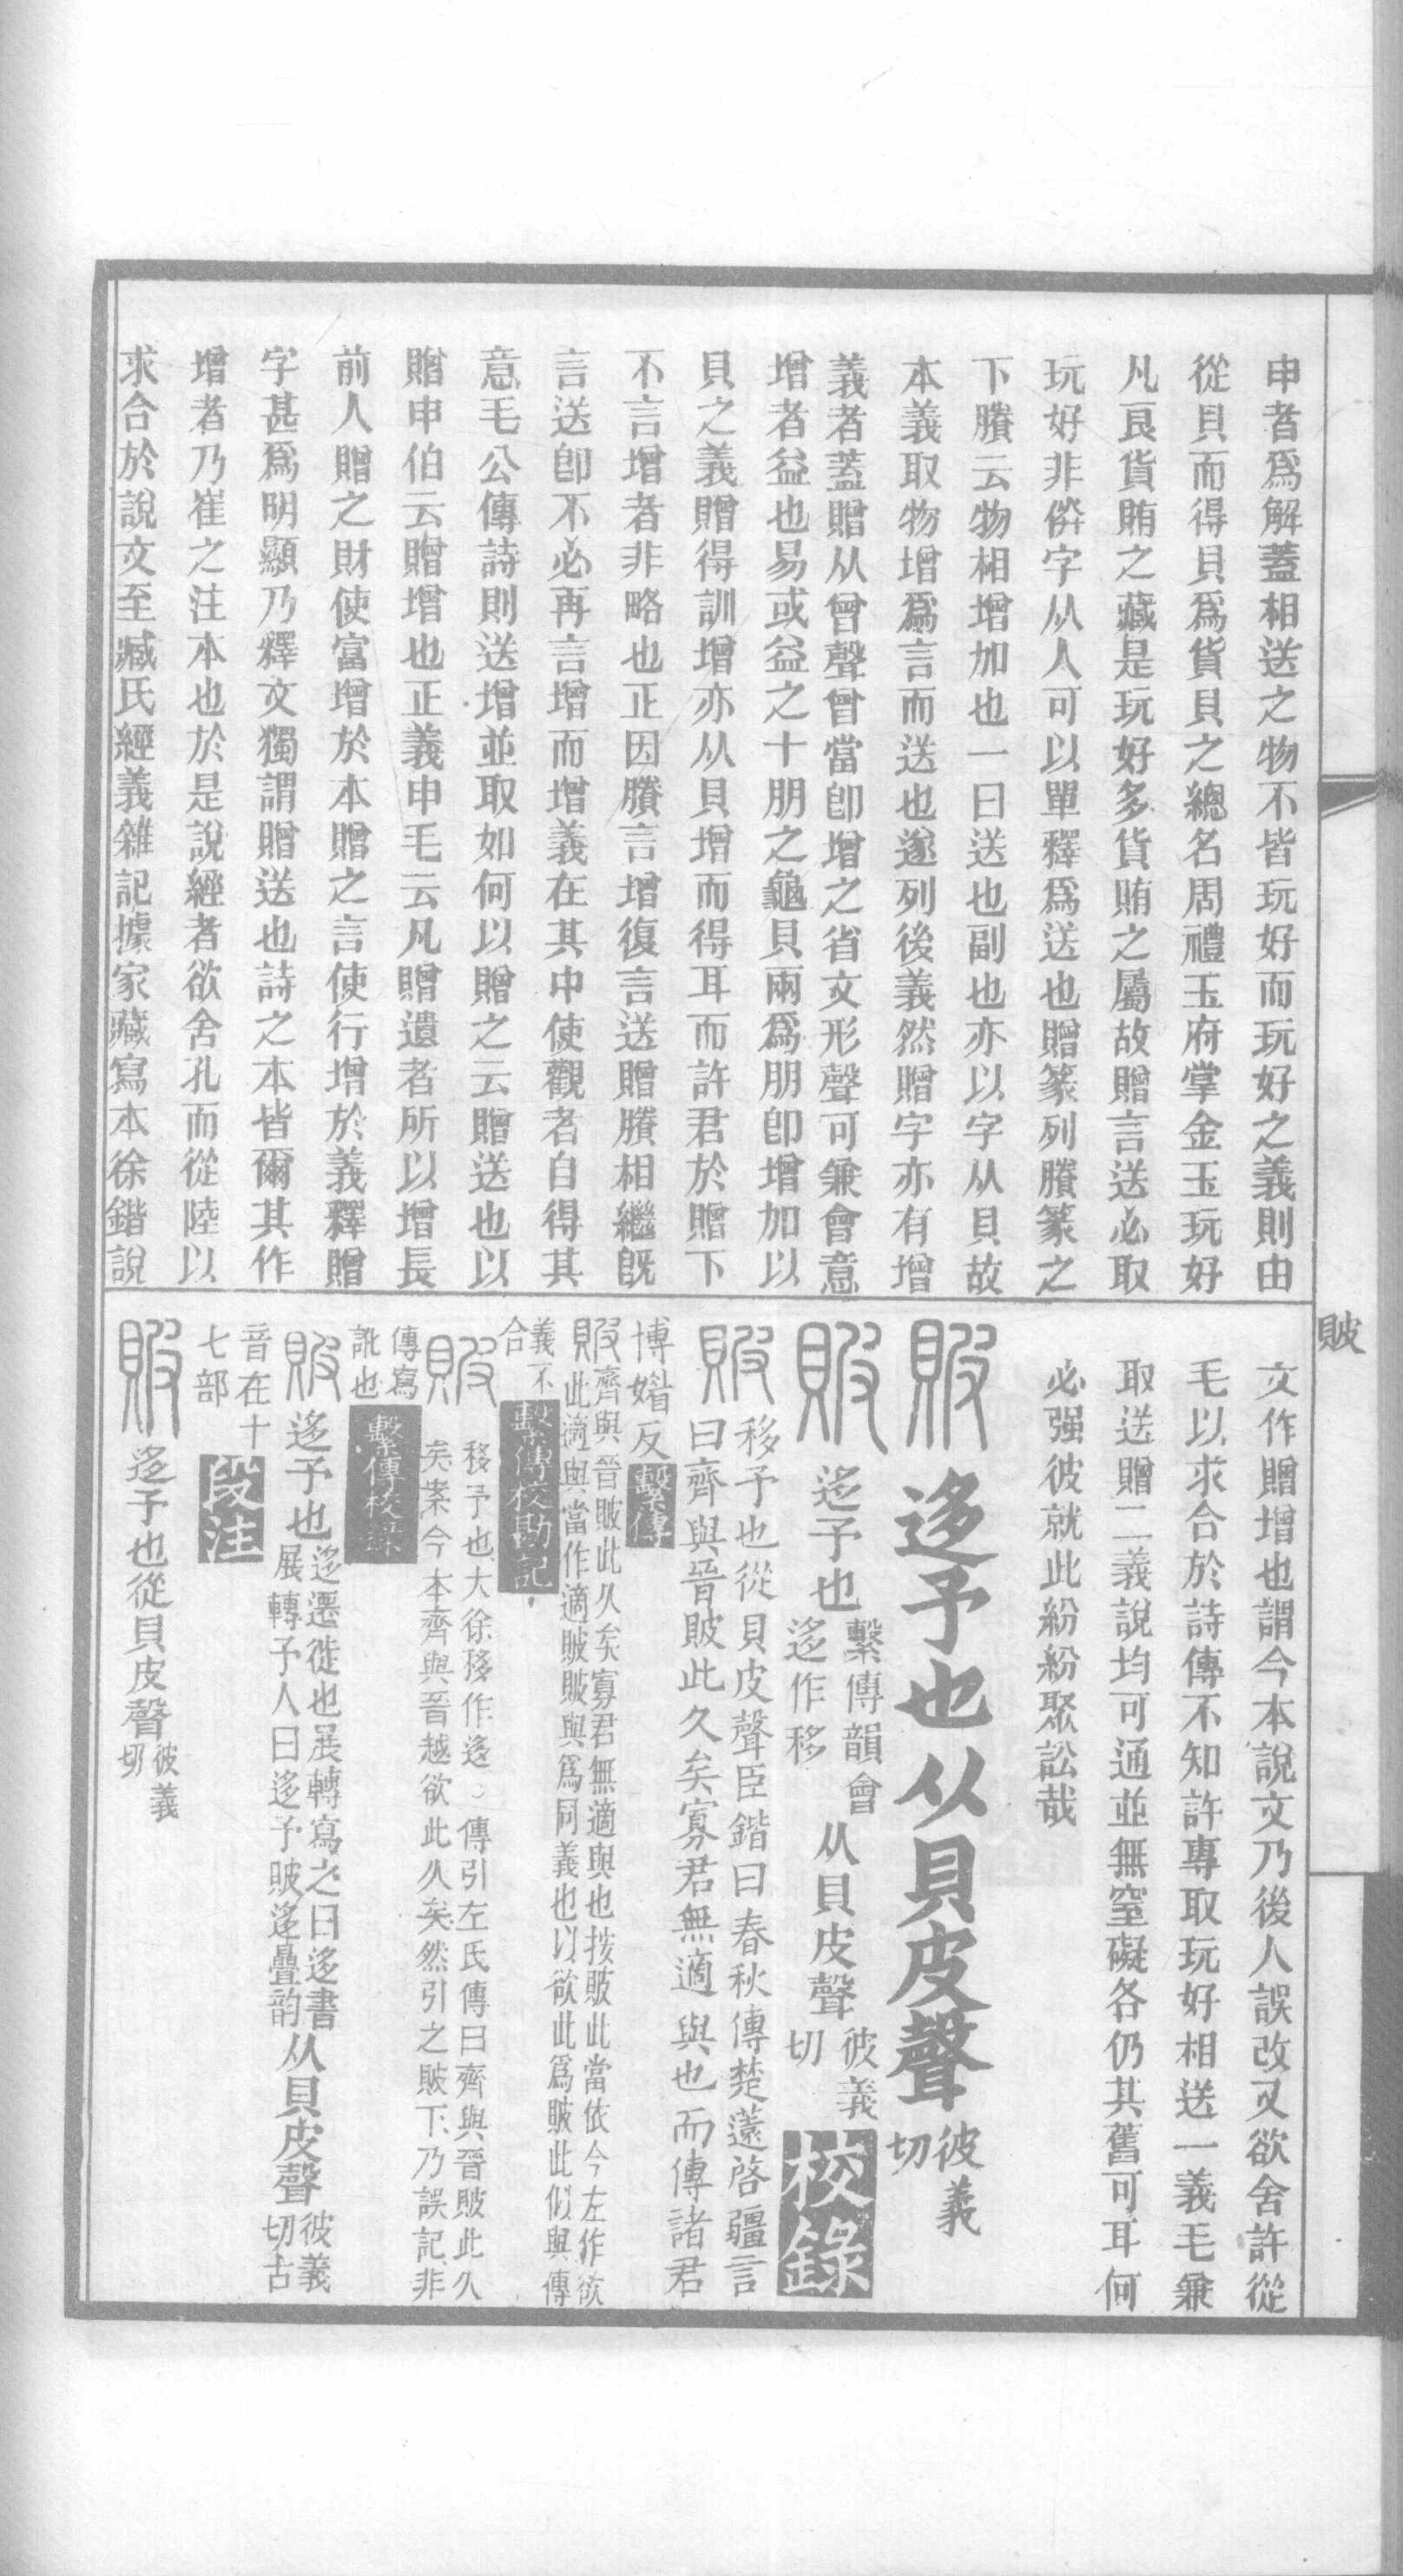 申者爲解蓋相送之物不皆玩好而玩好之義則由
從貝而得貝爲貨貝之總名周禮玉府掌金玉玩好
凡良貨賄之藏是玩好多貨賄之屬故贈言送必取
玩好非僯字从人可以單釋爲送也贈篆列賸篆之
下賸云物相增加也一曰送也副也亦以字从貝故
本義取物增爲言而送也遂列後義然贈字亦有增
義者蓋贈从曾聲曾當卽增之省文形聲可兼會意
增者益也易或益之十朋之龜貝兩爲朋卽增加以
貝之義贈得訓增亦从貝增而得耳而許君於贈下
不言增者非略也正因賸言增復言送贈賸相繼旣
言送卽不必再言增而增義在其中使觀者自得其
意毛公傳詩則送增並取如何以贈之云贈送也以
贈申伯云贈增也正義申毛云凡贈遺者所以增長
前人贈之財使富增於本贈之言使行增於義釋贈
字甚爲明顯乃釋文獨謂贈送也詩之本皆爾其作
增者乃崔之注本也於是說經者欲舍孔而從陸以
求合於說文至臧氏經義雜記據家藏寫本徐鍇說
貱
文作贈增也謂今本說文乃後人誤改又欲舍許從
毛以求合於詩傳不知許專取玩好相送一義毛兼
取送贈二義說均可通並無窒礙各仍其舊可耳何
必强彼就此紛紛聚訟哉
貱迻予也从貝皮聲彼義切
貱迻予也繫傳韻會迻作移从貝皮聲彼義切校錄
貱移予也從貝皮聲臣鍇曰春秋傳楚薳啓疆言
曰齊與晉貱此久矣寡君無適與也而傳諸君
博媘反繫傳
貱齊與晉貱此久矣寡君無適與也按貱此當依今左作欲
此適與當作適貱貱與爲同義也以欲此爲貱此似與傳
義不合繫傳校勘記
貱移予也大徐移作迻○傳引左氏傳曰齊與晉貱此久
矣案今本齊與晉越欲此久矣然引之貱下乃誤記非
傳寫訛也繫傳校錄
貱迻予也迻遷徙也展轉寫之曰迻書展轉予人曰迻予貱迻疊韵从貝皮聲彼義切古
音在十七部段注
貱迻予也從貝皮聲彼義切